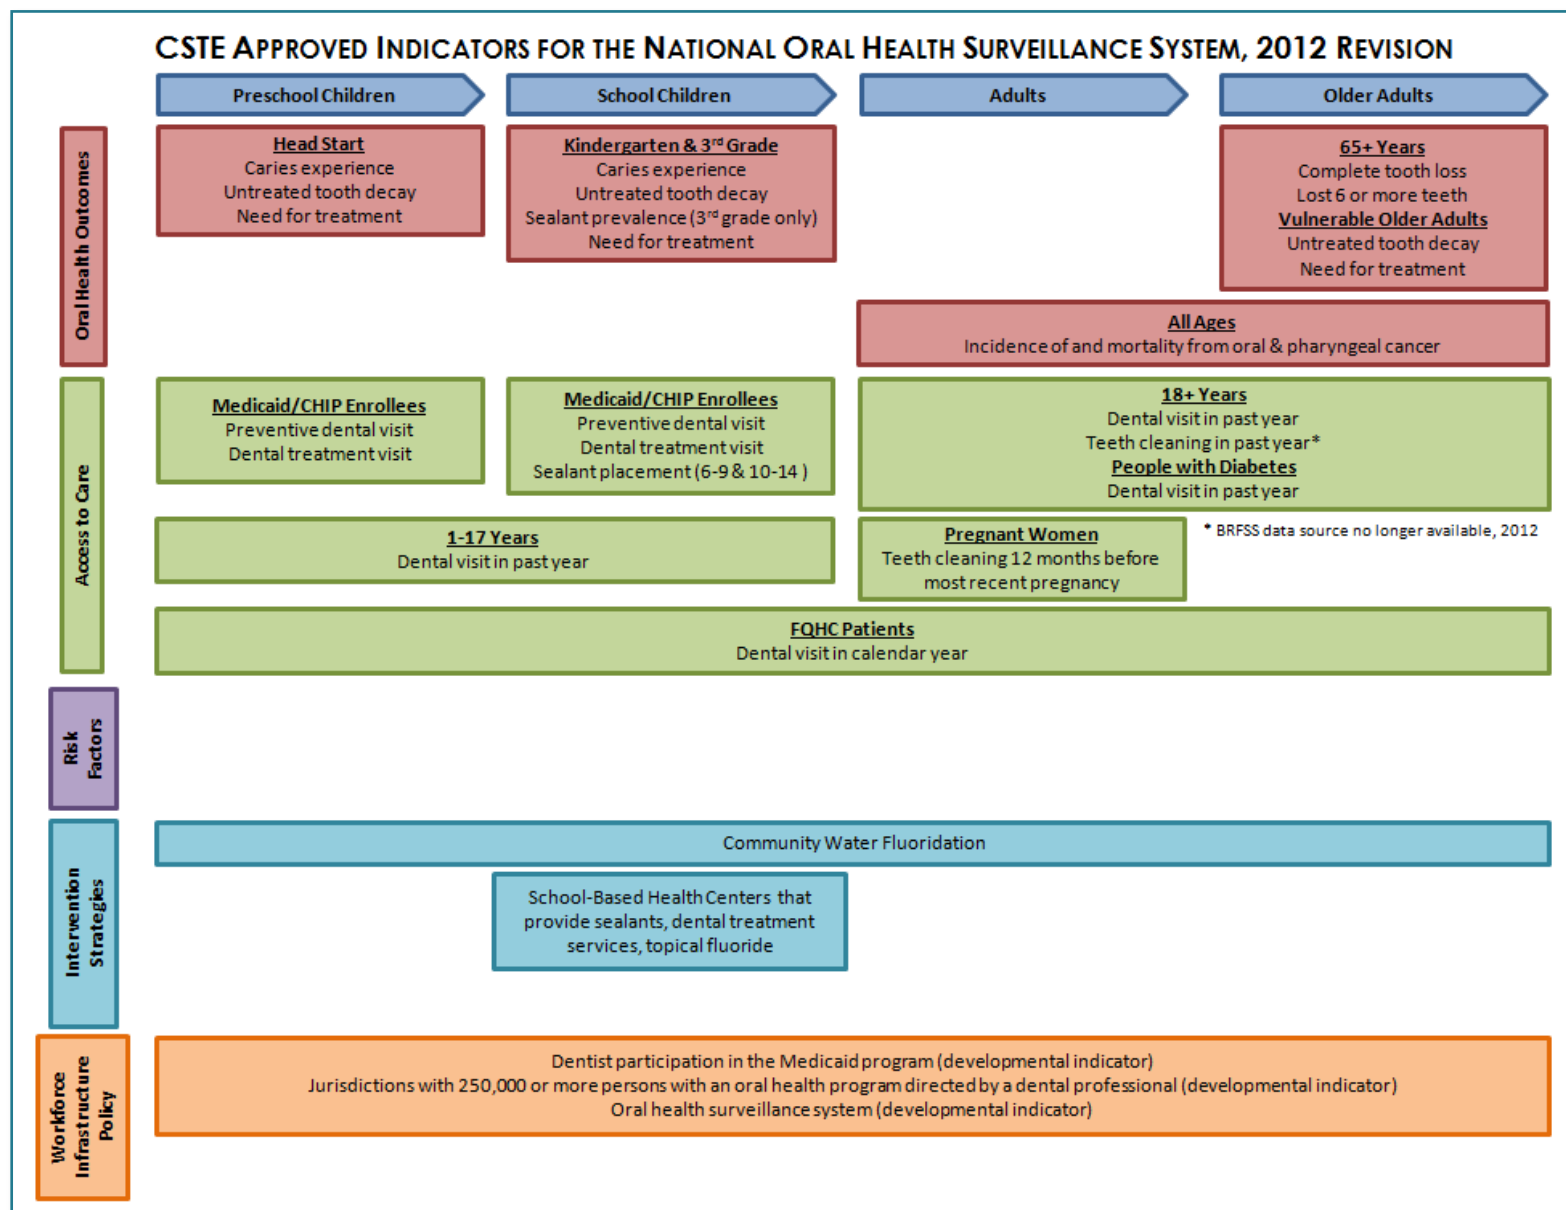 CSTE APPROVED INDICATORS FOR THE NATIONAL ORAL HEALTH SURVEILLANCE SYSTEM, 2012 REVISION
Preschool Children
School Children
Adults
Older Adults
Oral Health Outcomes
Head Start
Caries experience
Untreated tooth decay
Need for treatment
Kindergarten & 3rd Grade
Caries experience
Untreated tooth decay
Sealant prevalence (3rd grade only)
Need for treatment
65+ Years
Complete tooth loss
Lost 6 or more teeth
Vulnerable Older Adults
Untreated tooth decay
Need for treatment
All Ages
Incidence of and mortality from oral & pharyngeal cancer
Access to Care
Medicaid/CHIP Enrollees
Preventive dental visit
Dental treatment visit
Medicaid/CHIP Enrollees
Preventive dental visit
Dental treatment visit
Sealant placement (6-9 & 10-14 )
18+ Years
Dental visit in past year
Teeth cleaning in past year*
People with Diabetes
Dental visit in past year
1-17 Years
Dental visit in past year
Pregnant Women
Teeth cleaning 12 months before
most recent pregnancy
* BRFSS data source no longer available, 2012
FQHC Patients
Dental visit in calendar year
Risk
Factors
Intervention
Strategies
Community Water Fluoridation
School-Based Health Centers that
provide sealants, dental treatment
services, topical fluoride
Workforce
Infrastructure
Policy
Dentist participation in the Medicaid program (developmental indicator)
Jurisdictions with 250,000 or more persons with an oral health program directed by a dental professional (developmental indicator)
Oral health surveillance system (developmental indicator)